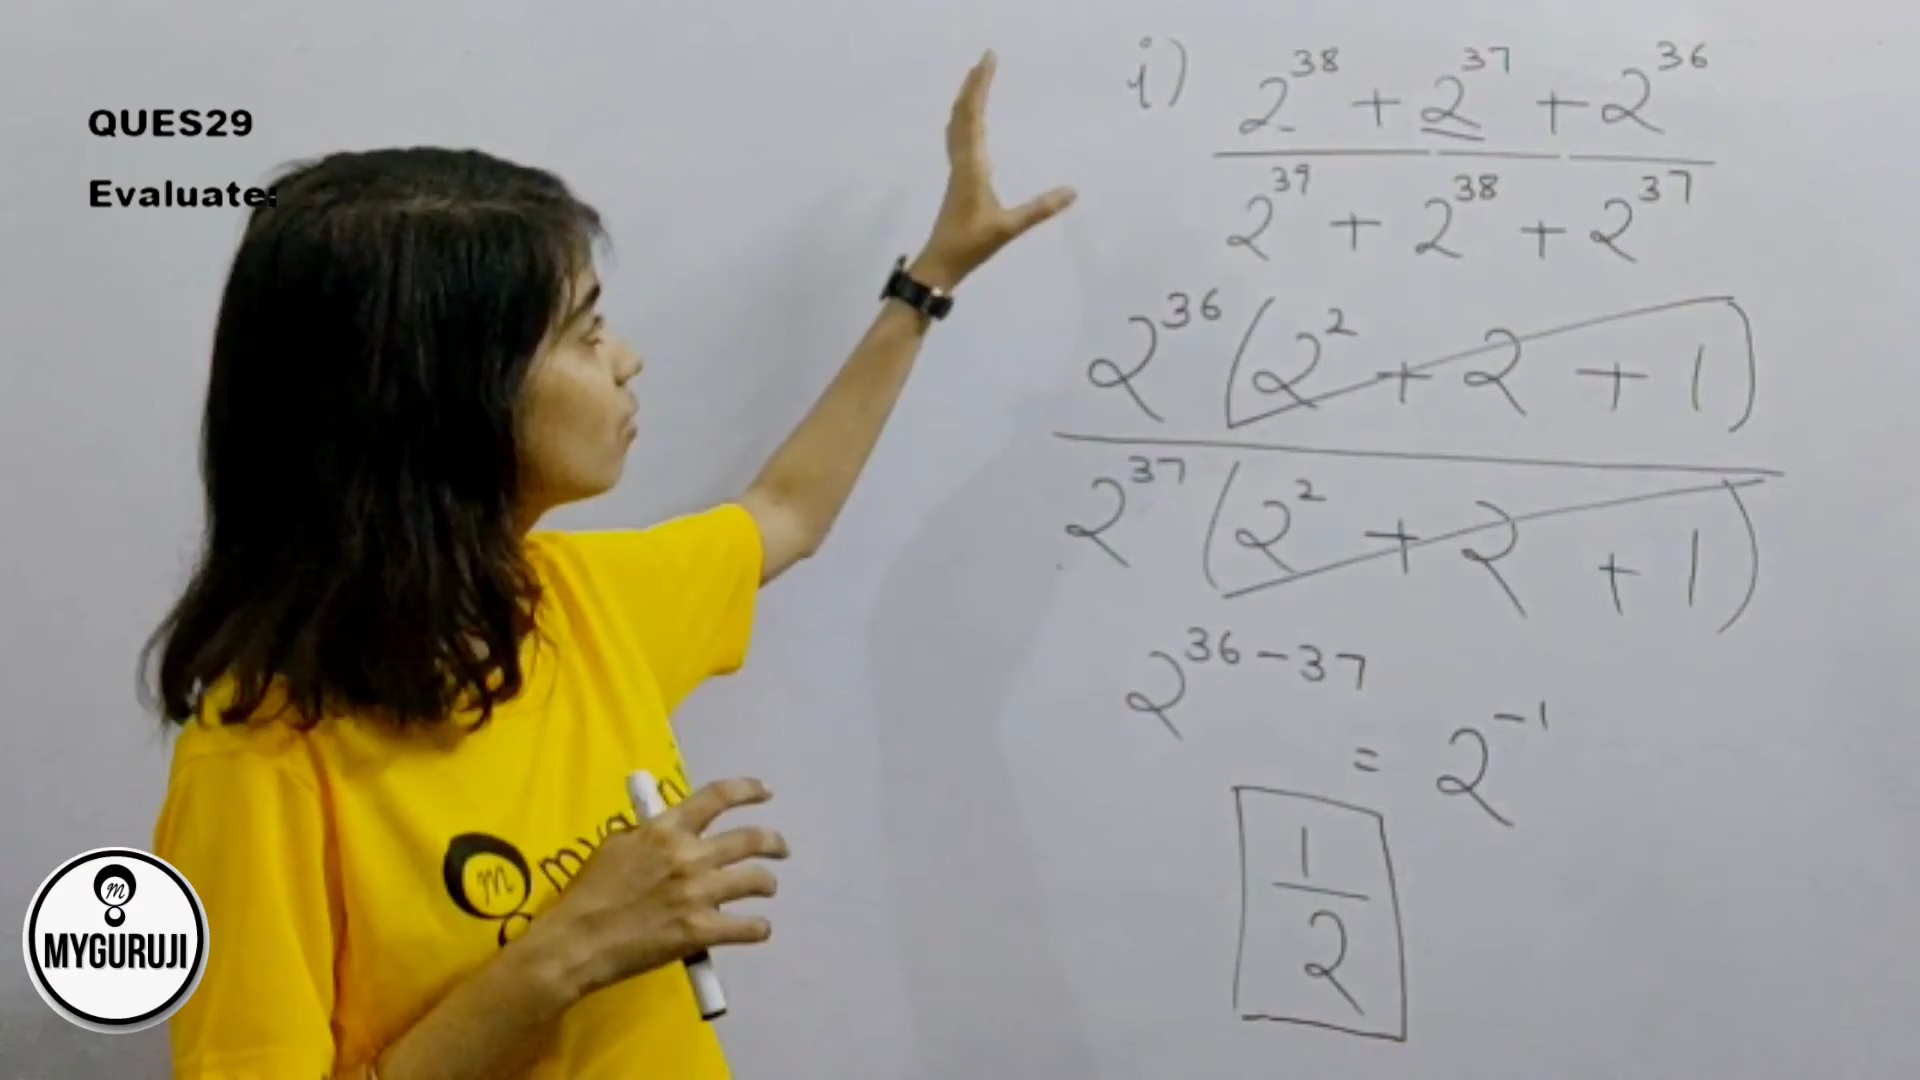 QUES29
Evaluate:
i) 2^38 + 2^37 + 2^36
2^39 + 2^38 + 2^37
2^36 (2^2 + 2 + 1)
2^37 (2^2 + 2 + 1)
2^36-37
= 2^-1
1
2
m
MYGURUJI
m